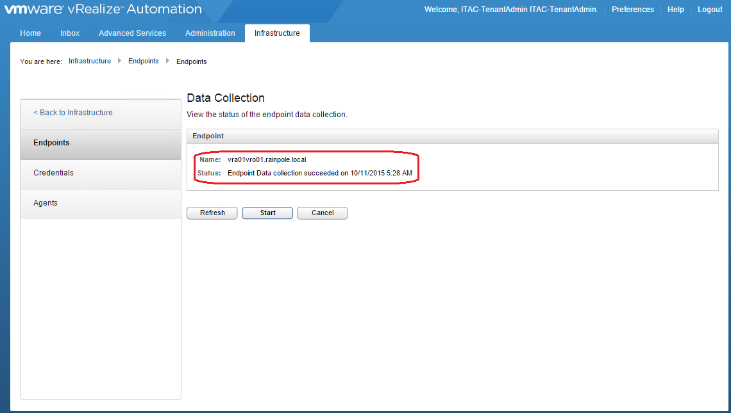 vmware® vRealize™ Automation
Welcome, ITAC-TenantAdmin ITAC-TenantAdmin. Preferences Help Logout
Home Inbox Advanced Services Administration Infrastructure
You are here: Infrastructure Endpoints Endpoints
Data Collection
View the status of the endpoint data collection.
< Back to Infrastructure
Endpoints
Credentials
Agents
Endpoint
Name: vra01vro01.rainpole.local
Status: Endpoint Data collection succeeded on 10/11/2015 5:28 AM
Refresh Start Cancel